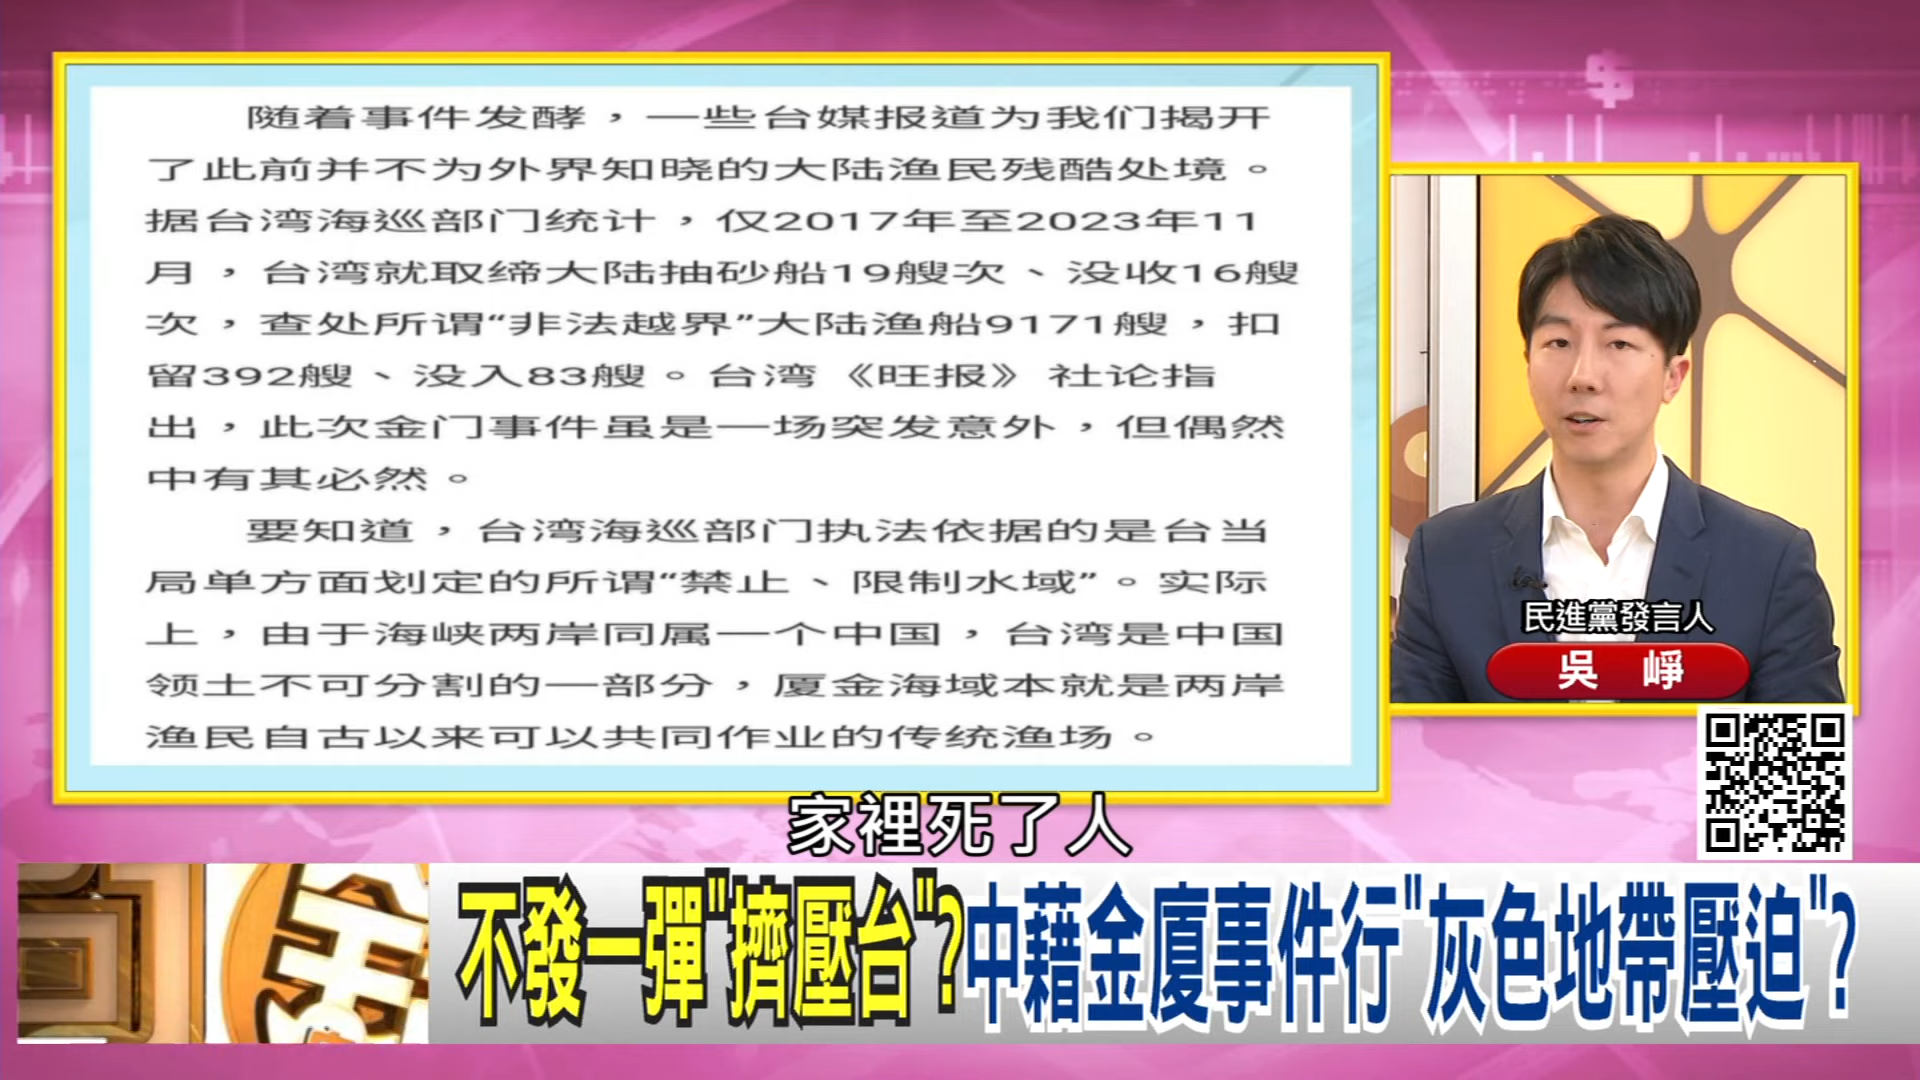 随着事件发酵，一些台媒报道为我们揭开
了此前并不为外界知晓的大陆渔民残酷处境。
据台湾海巡部门统计，仅2017年至2023年11
月，台湾就取缔大陆抽砂船19艘次、没收16艘
次，查处所谓“非法越界”大陆渔船9171艘，扣
留392艘、没入83艘。台湾《旺报》社论指
出，此次金门事件虽是一场突发意外，但偶然
中有其必然。
要知道，台湾海巡部门执法依据的是台当
局单方面划定的所谓“禁止、限制水域”。实际
上，由于海峡两岸同属一个中国，台湾是中国
领土不可分割的一部分，厦金海域本就是两岸
渔民自古以来可以共同作业的传统渔场。
民進黨發言人
吳 崢
家裡死了人
不發一彈"擠壓台"?中藉金廈事件行"灰色地帶壓迫"?